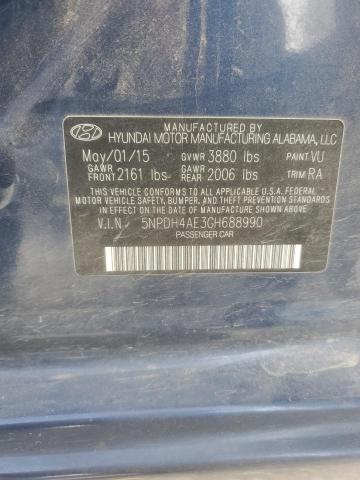 MANUFACTURED BY
HYUNDAI MOTOR MANUFACTURING ALABAMA, LLC
May/01/15 GVWR 3880 lbs PAINT VU
GAWR FRONT 2161 lbs GAWR REAR 2006 lbs TRIM RA
THIS VEHICLE CONFORMS TO ALL APPLICABLE U.S.A. FEDERAL
MOTOR VEHICLE SAFETY, BUMPER, AND THEFT PREVENTION
STANDARDS IN EFFECT ON THE DATE OF MANUFACTURE SHOWN ABOVE.
V.I.N / 5NPDH4AE3GH688990
PASSENGER CAR